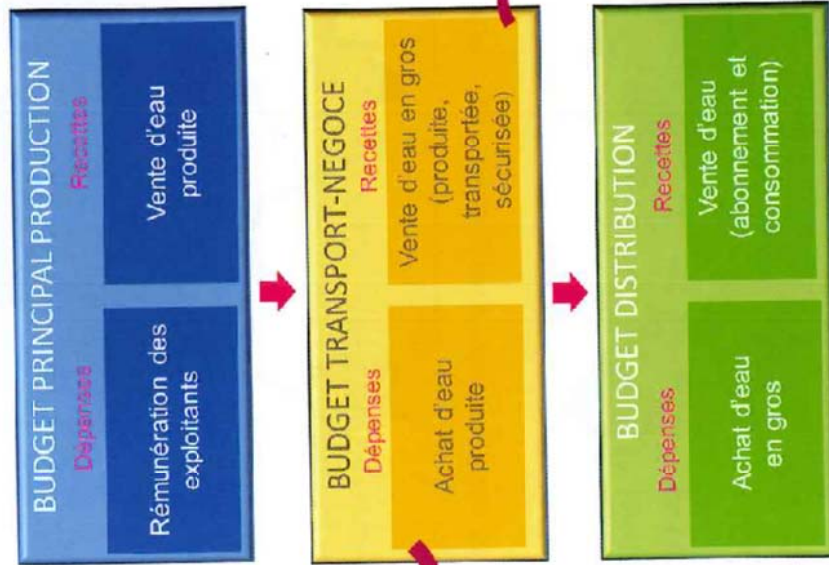 BUDGET PRINCIPAL PRODUCTION
Dépenses
Recettes
Rémunération des
exploitants
Vente d'eau
produite
BUDGET TRANSPORT-NEGOCE
Dépenses
Recettes
Achat d'eau
produite
Vente d'eau en gros
(produite,
transportée,
sécurisée)
BUDGET DISTRIBUTION
Dépenses
Recettes
Achat d'eau
en gros
Vente d'eau
(abonnement et
consommation)